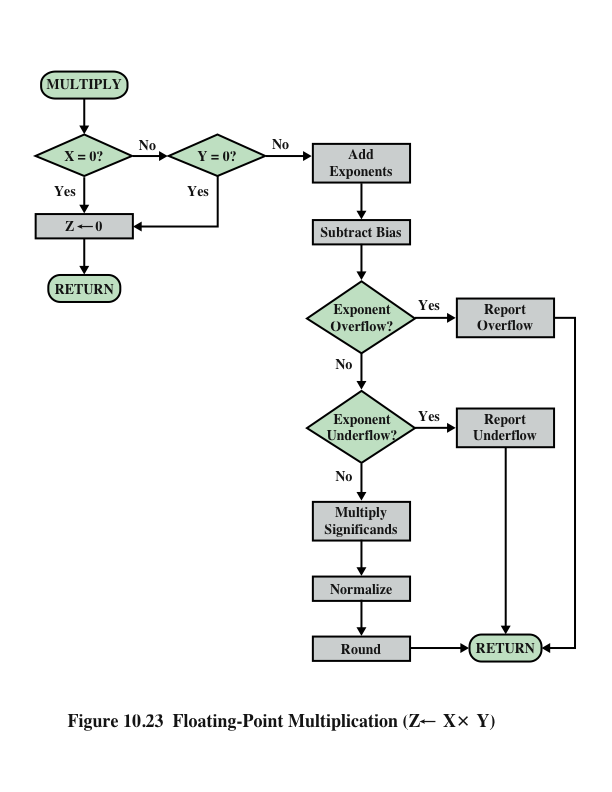 MULTIPLY
X = 0?
No
Y = 0?
No
Add
Exponents
Yes
Yes
Z ← 0
Subtract Bias
RETURN
Exponent
Overflow?
Yes
Report
Overflow
No
Exponent
Underflow?
Yes
Report
Underflow
No
Multiply
Significands
Normalize
Round
RETURN
Figure 10.23 Floating-Point Multiplication (Z← X× Y)